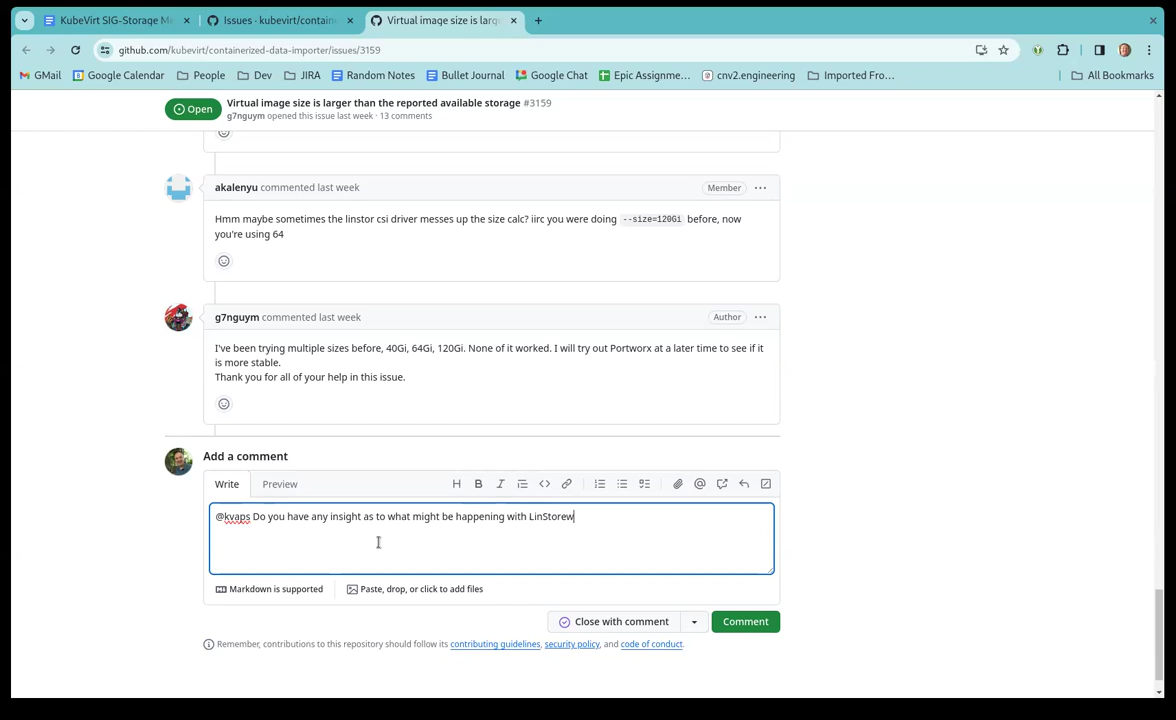 KubeVirt SIG-Storage M
Issues · kubevirt/contain
Virtual image size is larg
github.com/kubevirt/containerized-data-importer/issues/3159
GMail
Google Calendar
People
Dev
JIRA
Random Notes
Bullet Journal
Google Chat
Epic Assignme...
cnv2.engineering
Imported Fro...
All Bookmarks
Open
Virtual image size is larger than the reported available storage #3159
g7nguym opened this issue last week · 13 comments
akalenyu commented last week
Member
Hmm maybe sometimes the linstor csi driver messes up the size calc? iirc you were doing --size=120Gi before, now
you're using 64
g7nguym commented last week
Author
I've been trying multiple sizes before, 40Gi, 64Gi, 120Gi. None of it worked. I will try out Portworx at a later time to see if it
is more stable.
Thank you for all of your help in this issue.
Add a comment
Write
Preview
@kvaps Do you have any insight as to what might be happening with LinStorew
Markdown is supported
Paste, drop, or click to add files
Close with comment
Comment
Remember, contributions to this repository should follow its contributing guidelines, security policy, and code of conduct.